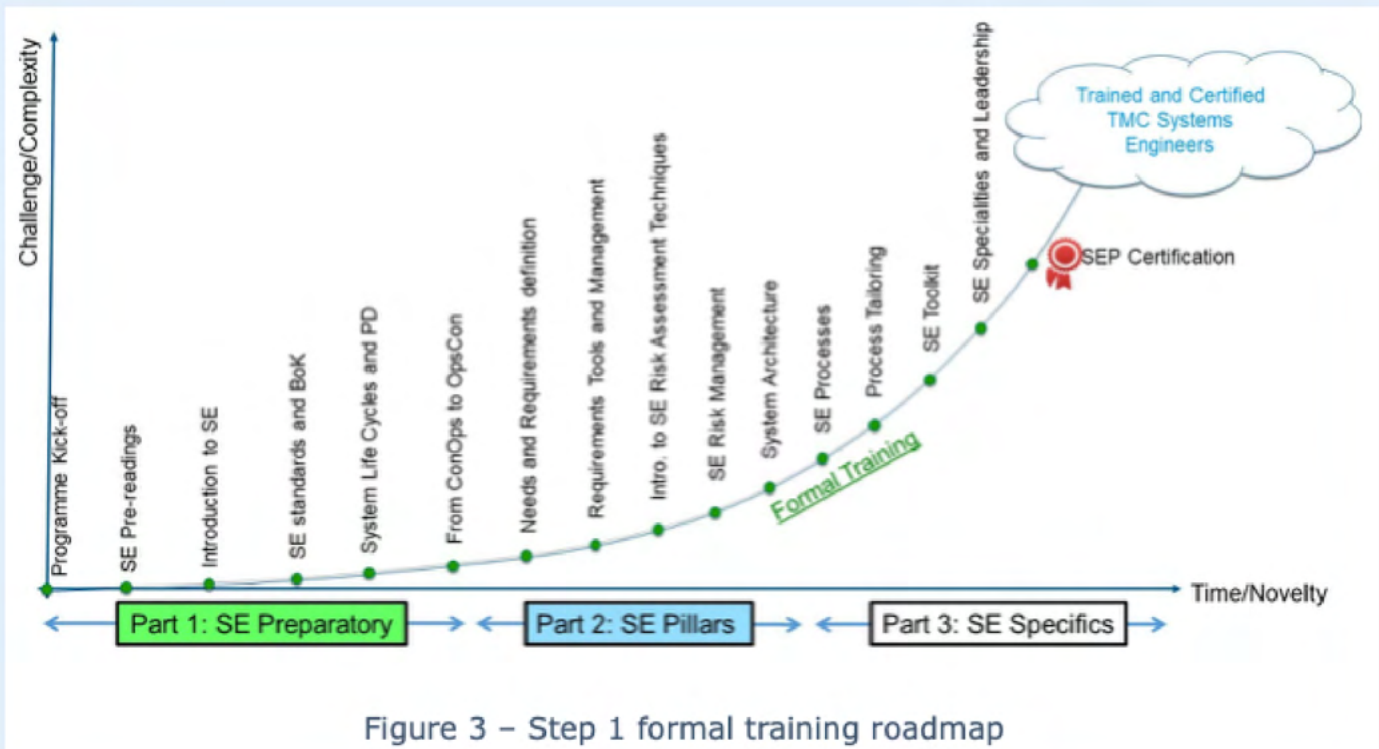 Challenge/Complexity
Programme Kick-off
SE Pre-readings
Introduction to SE
SE standards and BoK
System Life Cycles and PD
From ConOps to OpsCon
Needs and Requirements definition
Requirements Tools and Management
Intro. to SE Risk Assessment Techniques
SE Risk Management
System Architecture
SE Processes
Process Tailoring
SE Toolkit
SE Specialities and Leadership
Trained and Certified
TMC Systems
Engineers
SEP Certification
Formal Training
Time/Novelty
Part 1: SE Preparatory
Part 2: SE Pillars
Part 3: SE Specifics
Figure 3 – Step 1 formal training roadmap